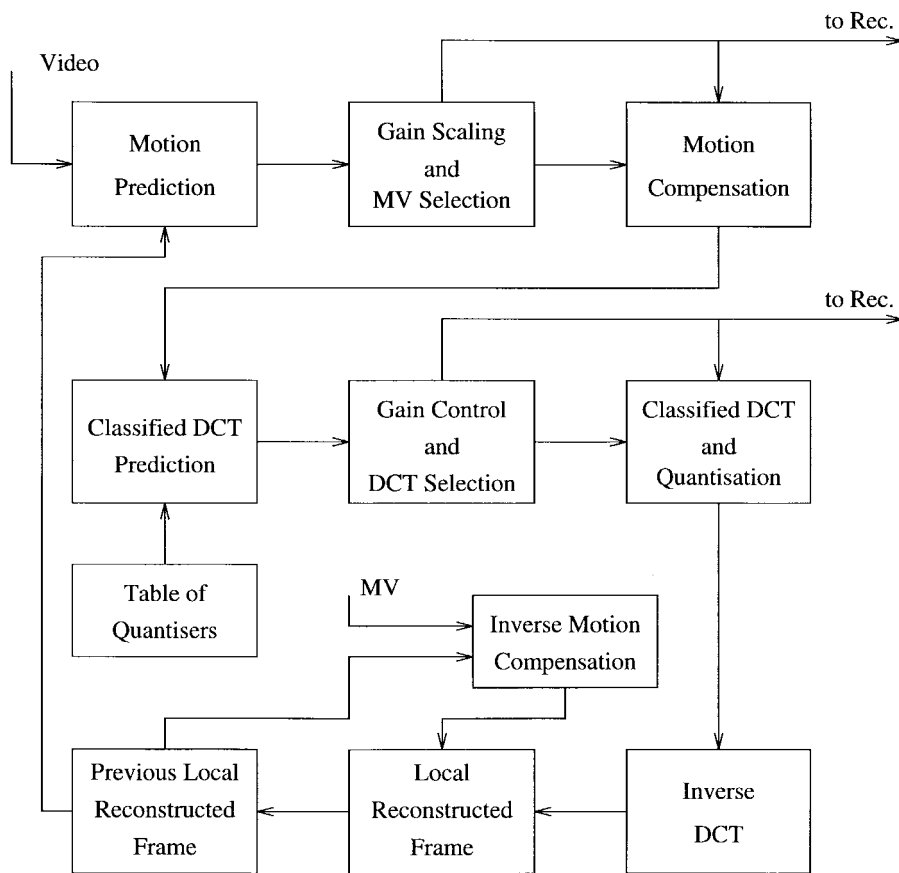 to Rec.
Video
Motion
Prediction
Gain Scaling
and
MV Selection
Motion
Compensation
to Rec.
Classified DCT
Prediction
Gain Control
and
DCT Selection
Classified DCT
and
Quantisation
Table of
Quantisers
MV
Inverse Motion
Compensation
Previous Local
Reconstructed
Frame
Local
Reconstructed
Frame
Inverse
DCT